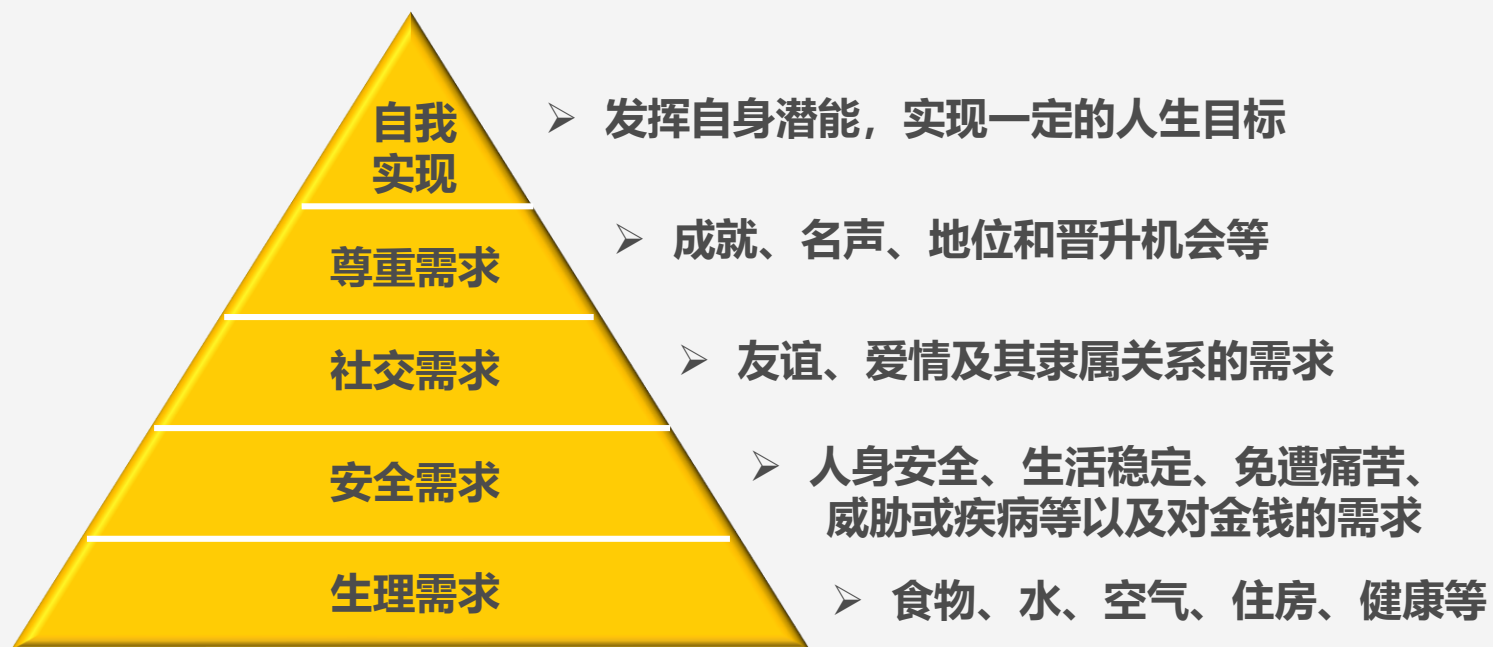 自我
实现
➢ 发挥自身潜能，实现一定的人生目标
尊重需求
➢ 成就、名声、地位和晋升机会等
社交需求
➢ 友谊、爱情及其隶属关系的需求
安全需求
➢ 人身安全、生活稳定、免遭痛苦、
威胁或疾病等以及对金钱的需求
生理需求
➢ 食物、水、空气、住房、健康等